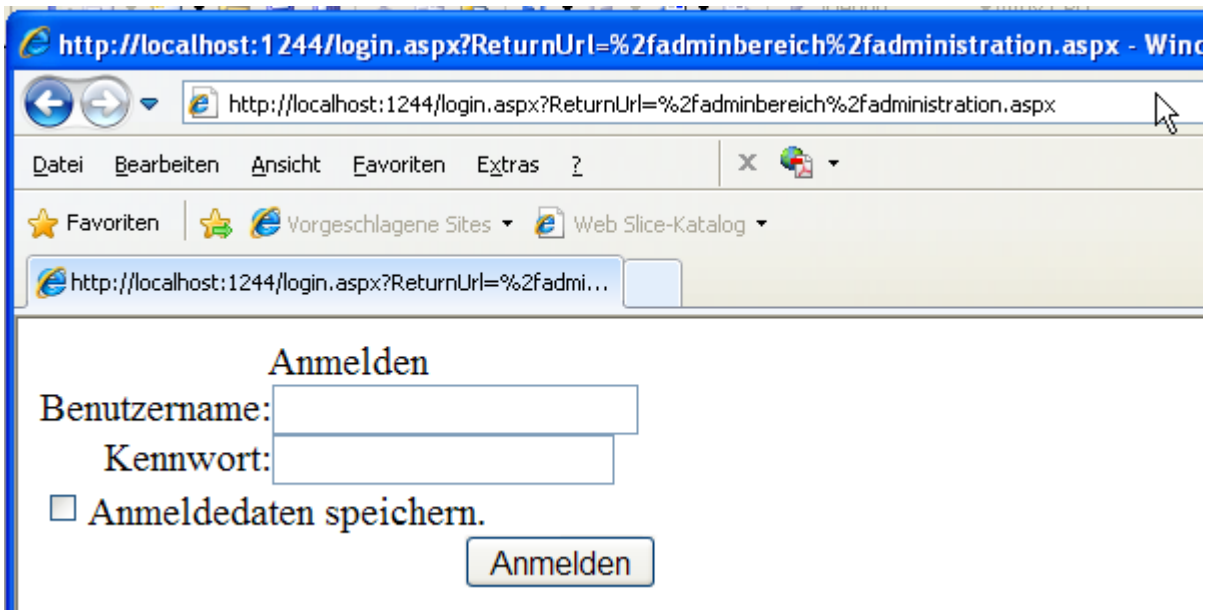 http://localhost:1244/login.aspx?ReturnUrl=%2fadminbereich%2fadministration.aspx - Winc
http://localhost:1244/login.aspx?ReturnUrl=%2fadminbereich%2fadministration.aspx
Datei Bearbeiten Ansicht Favoriten Extras ?
Favoriten Vorgeschlagene Sites Web Slice-Katalog
http://localhost:1244/login.aspx?ReturnUrl=%2fadmi...
Anmelden
Benutzername:
Kennwort:
Anmeldedaten speichern.
Anmelden